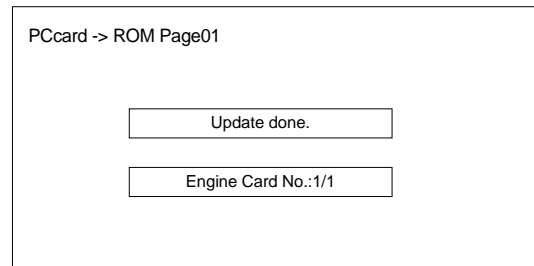 PCcard -> ROM Page01
Update done.
Engine Card No.:1/1